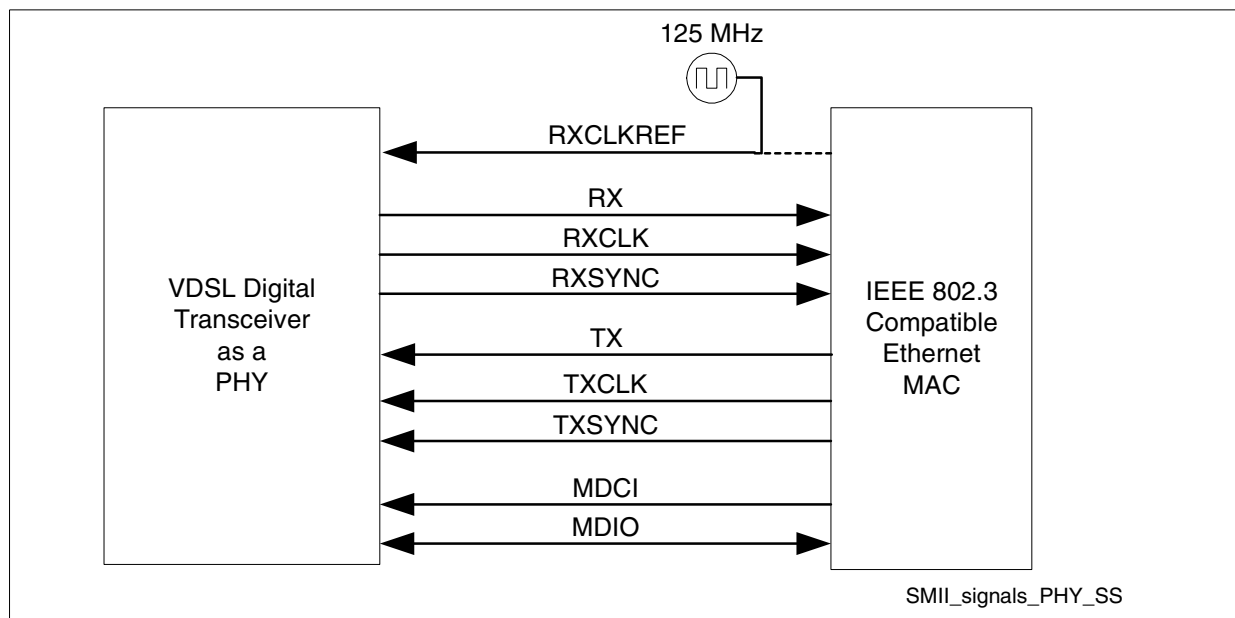 125 MHz
RXCLKREF
RX
RXCLK
RXSYNC
VDSL Digital
Transceiver
as a
PHY
IEEE 802.3
Compatible
Ethernet
MAC
TX
TXCLK
TXSYNC
MDCI
MDIO
SMII_signals_PHY_SS